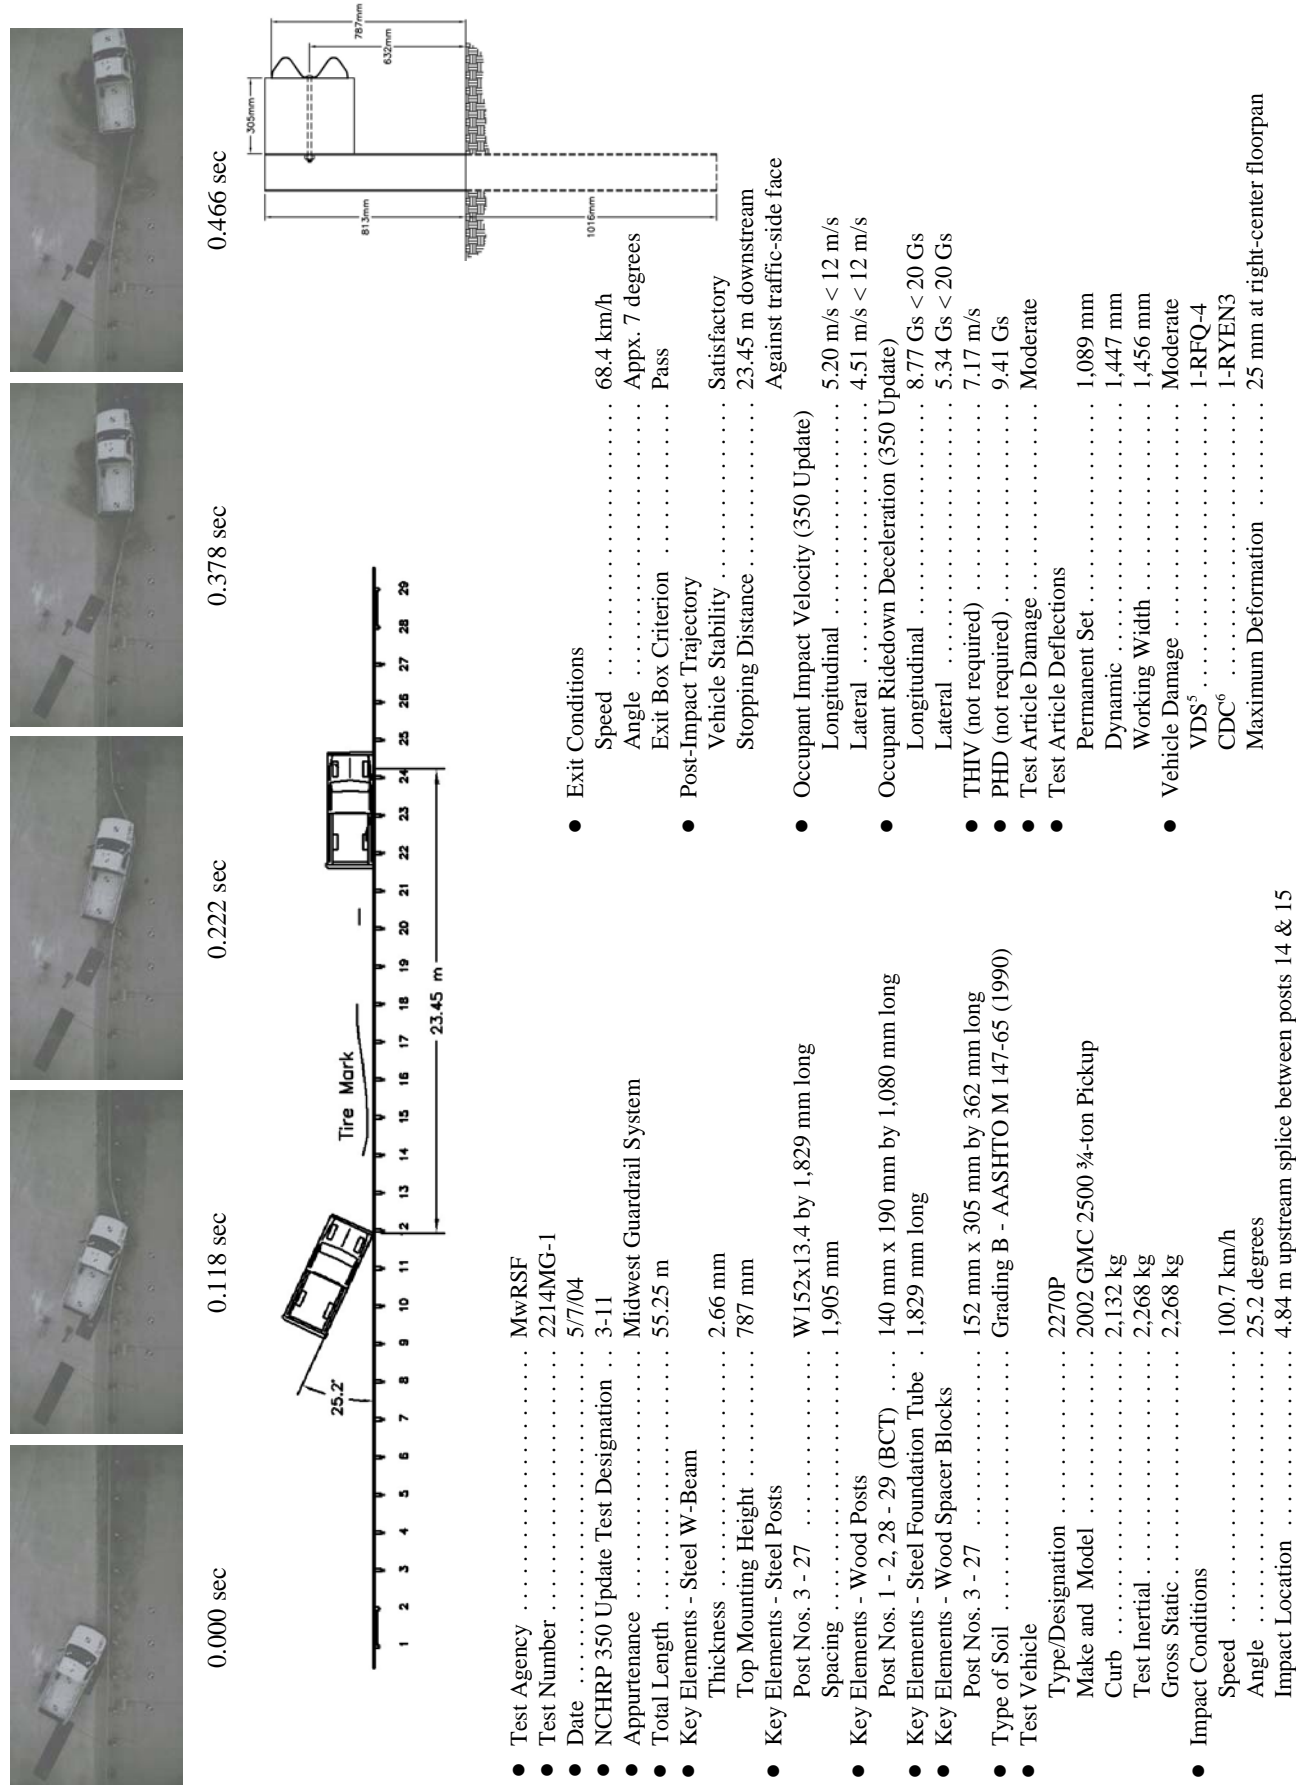 0.000 sec
0.118 sec
0.222 sec
0.378 sec
0.466 sec
25.2°
Tire Mark
1 2 3 4 5 6 7 8 9 10 11 12 13 14 15 16 17 18 19 20 21 22 23 24 25 26 27 28 29
23.45 m
787mm
632mm
305mm
813mm
1016mm
● Test Agency . . . . . . . . . . . . . . . . . . . MwRSF
● Test Number . . . . . . . . . . . . . . . . . . . 2214MG-1
● Date . . . . . . . . . . . . . . . . . . . 5/7/04
● NCHRP 350 Update Test Designation . . 3-11
● Appurtenance . . . . . . . . . . . . . . . . . . . Midwest Guardrail System
● Total Length . . . . . . . . . . . . . . . . . . . 55.25 m
● Key Elements - Steel W-Beam
Thickness . . . . . . . . . . . . . . . . . . . 2.66 mm
Top Mounting Height . . . . . . . . . . . 787 mm
● Key Elements - Steel Posts
Post Nos. 3 - 27 . . . . . . . . . . . . . . . W152x13.4 by 1,829 mm long
Spacing . . . . . . . . . . . . . . . . . . . 1,905 mm
● Key Elements - Wood Posts
Post Nos. 1 - 2, 28 - 29 (BCT) . . . . 140 mm x 190 mm by 1,080 mm long
● Key Elements - Steel Foundation Tube . 1,829 mm long
● Key Elements - Wood Spacer Blocks
Post Nos. 3 - 27 . . . . . . . . . . . . . . . 152 mm x 305 mm by 362 mm long
● Type of Soil . . . . . . . . . . . . . . . . . . . Grading B - AASHTO M 147-65 (1990)
● Test Vehicle
Type/Designation . . . . . . . . . . . . . . 2270P
Make and Model . . . . . . . . . . . . . . 2002 GMC 2500 ¾-ton Pickup
Curb . . . . . . . . . . . . . . . . . . . 2,132 kg
Test Inertial . . . . . . . . . . . . . . . . . . . 2,268 kg
Gross Static . . . . . . . . . . . . . . . . . . . 2,268 kg
● Impact Conditions
Speed . . . . . . . . . . . . . . . . . . . 100.7 km/h
Angle . . . . . . . . . . . . . . . . . . . 25.2 degrees
Impact Location . . . . . . . . . . . . . . . 4.84 m upstream splice between posts 14 & 15
● Exit Conditions
Speed . . . . . . . . . . . . . . . . . . . 68.4 km/h
Angle . . . . . . . . . . . . . . . . . . . Appx. 7 degrees
Exit Box Criterion . . . . . . . . . . . . . Pass
● Post-Impact Trajectory
Vehicle Stability . . . . . . . . . . . . . . . Satisfactory
Stopping Distance . . . . . . . . . . . . . . 23.45 m downstream
Against traffic-side face
● Occupant Impact Velocity (350 Update)
Longitudinal . . . . . . . . . . . . . . . . . . . 5.20 m/s < 12 m/s
Lateral . . . . . . . . . . . . . . . . . . . 4.51 m/s < 12 m/s
● Occupant Ridedown Deceleration (350 Update)
Longitudinal . . . . . . . . . . . . . . . . . . . 8.77 Gs < 20 Gs
Lateral . . . . . . . . . . . . . . . . . . . 5.34 Gs < 20 Gs
● THIV (not required) . . . . . . . . . . . . . . 7.17 m/s
● PHD (not required) . . . . . . . . . . . . . . 9.41 Gs
● Test Article Damage . . . . . . . . . . . . . . Moderate
● Test Article Deflections
Permanent Set . . . . . . . . . . . . . . . . . 1,089 mm
Dynamic . . . . . . . . . . . . . . . . . . . 1,447 mm
Working Width . . . . . . . . . . . . . . . . 1,456 mm
● Vehicle Damage . . . . . . . . . . . . . . . . . . . Moderate
VDS⁵ . . . . . . . . . . . . . . . . . . . 1-RFQ-4
CDC⁶ . . . . . . . . . . . . . . . . . . . 1-RYEN3
Maximum Deformation . . . . . . . . . 25 mm at right-center floorpan